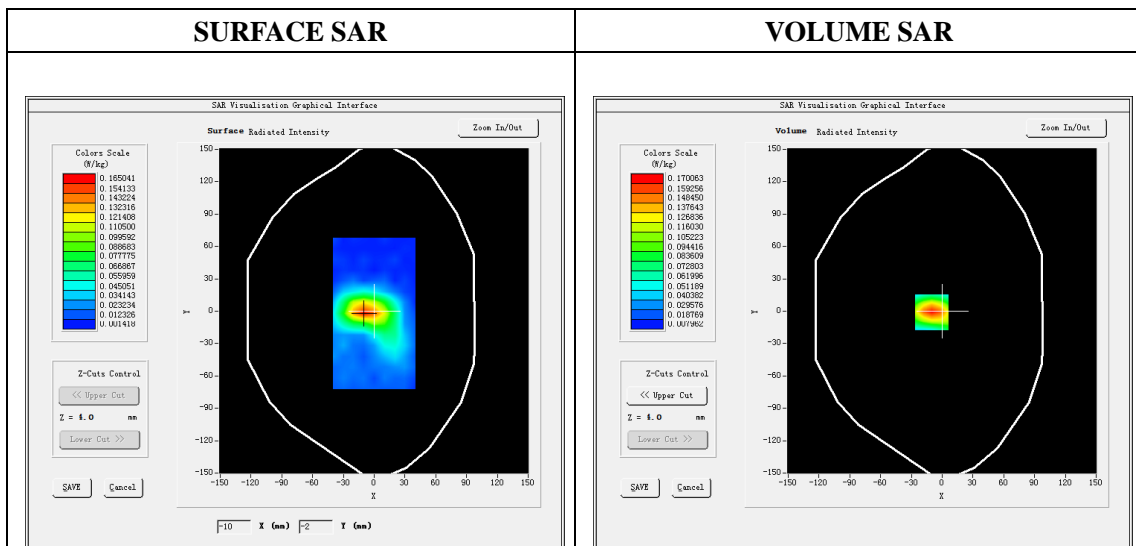 SURFACE SAR
VOLUME SAR
SAR Visualisation Graphical Interface
Surface Radiated Intensity
Zoom In/Out
Colors Scale
(W/kg)
0.165041
0.154133
0.143224
0.132316
0.121408
0.110500
0.099592
0.088683
0.077775
0.066867
0.055959
0.045051
0.034143
0.023234
0.012326
0.001418
150
120
90
60
30
0
-30
-60
-90
-120
-150
Y
-150 -120 -90 -60 -30 0 30 60 90 120 150
X
Z-Cuts Control
<< Upper Cut
Z = 4.0 mm
Lower Cut >>
SAVE
Cancel
-10 X (mm) -2 Y (mm)
SAR Visualisation Graphical Interface
Volume Radiated Intensity
Zoom In/Out
Colors Scale
(W/kg)
0.170063
0.159256
0.148450
0.137643
0.126836
0.116030
0.105223
0.094416
0.083609
0.072803
0.061996
0.051189
0.040382
0.029576
0.018769
0.007962
150
120
90
60
30
0
-30
-60
-90
-120
-150
Y
-150 -120 -90 -60 -30 0 30 60 90 120 150
X
Z-Cuts Control
<< Upper Cut
Z = 4.0 mm
Lower Cut >>
SAVE
Cancel